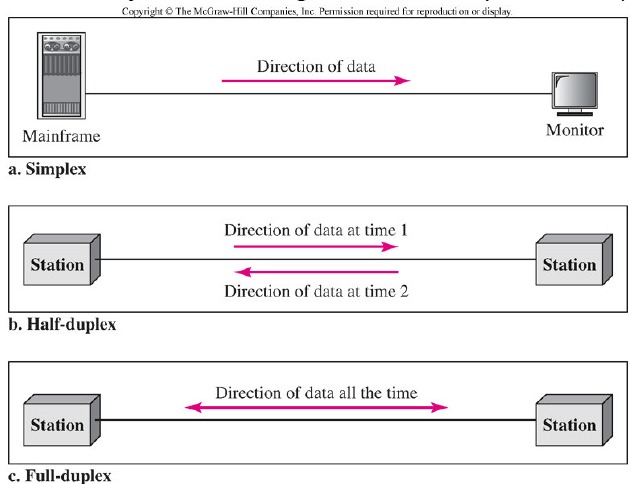 Copyright © The McGraw-Hill Companies, Inc. Permission required for reproduction or display.
Direction of data
Mainframe
Monitor
a. Simplex
Direction of data at time 1
Station
Station
Direction of data at time 2
b. Half-duplex
Direction of data all the time
Station
Station
c. Full-duplex